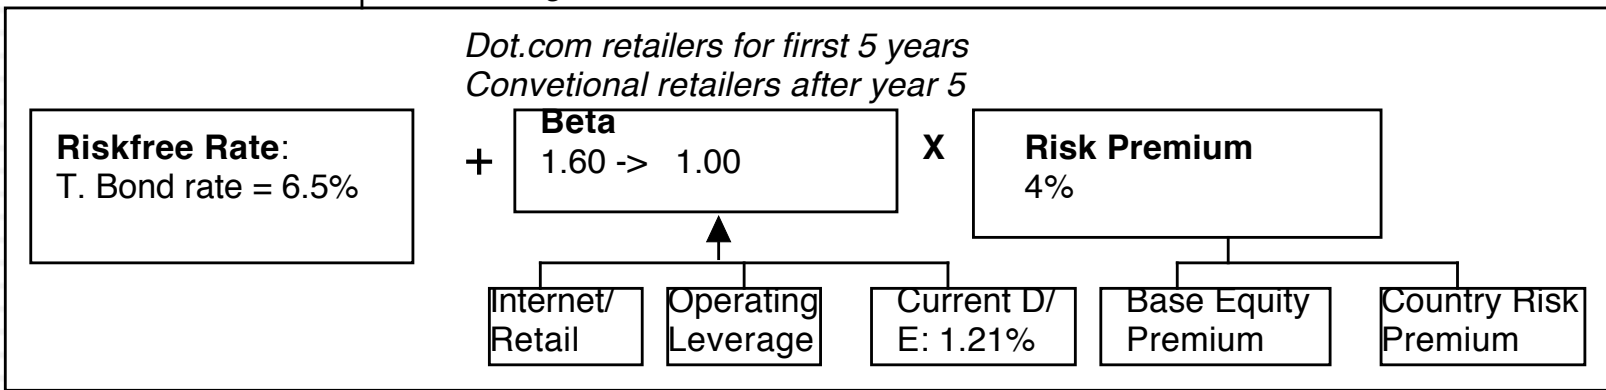 Dot.com retailers for firrst 5 years
Convetional retailers after year 5
Riskfree Rate:
T. Bond rate = 6.5%
+
Beta
1.60 -> 1.00
X
Risk Premium
4%
Internet/
Retail
Operating
Leverage
Current D/
E: 1.21%
Base Equity
Premium
Country Risk
Premium